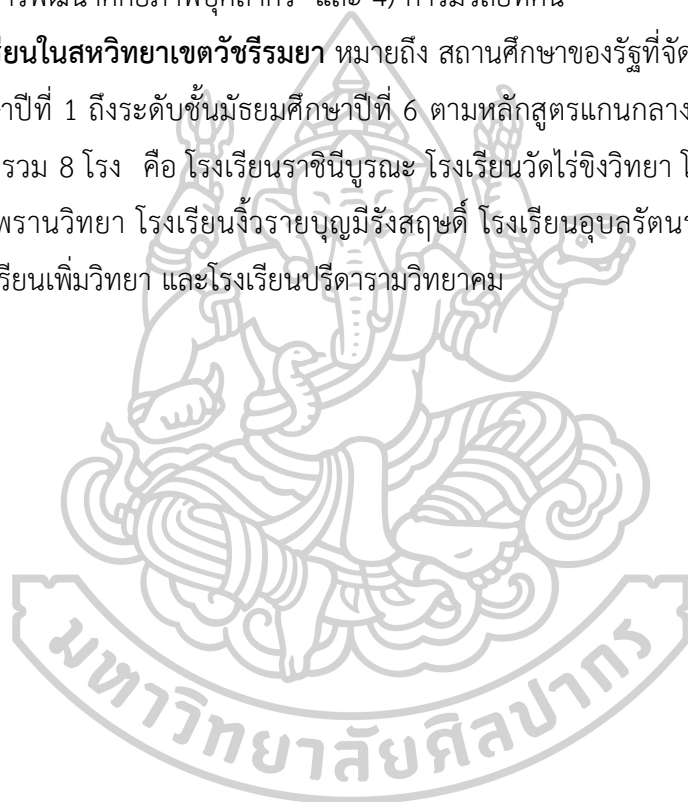 และ 4)
รียนในสหวิทยาเขตวัชรีรมยา หมายถึง สถานศึกษาของรัฐที่จัด
าปีที่ 1 ถึงระดับชั้นมัธยมศึกษาปีที่ 6 ตามหลักสูตรแกนกลาง
รวม 8 โรง คือ โรงเรียนราชินีบูรณะ โรงเรียนวัดไร่ขิงวิทยา โ
พรานวิทยา โรงเรียนงิ้วรายบุญมีรังสฤษดิ์ โรงเรียนอุบลรัตนร
รียนเพิ่มวิทยา และโรงเรียนปรีดารามวิทยาคม
มหาวิทยาลัยศิลปากร